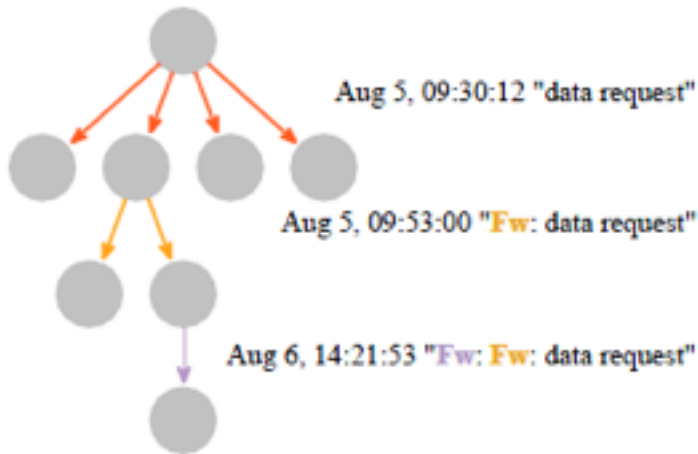 Aug 5, 09:30:12 "data request"
Aug 5, 09:53:00 "Fw: data request"
Aug 6, 14:21:53 "Fw: Fw: data request"